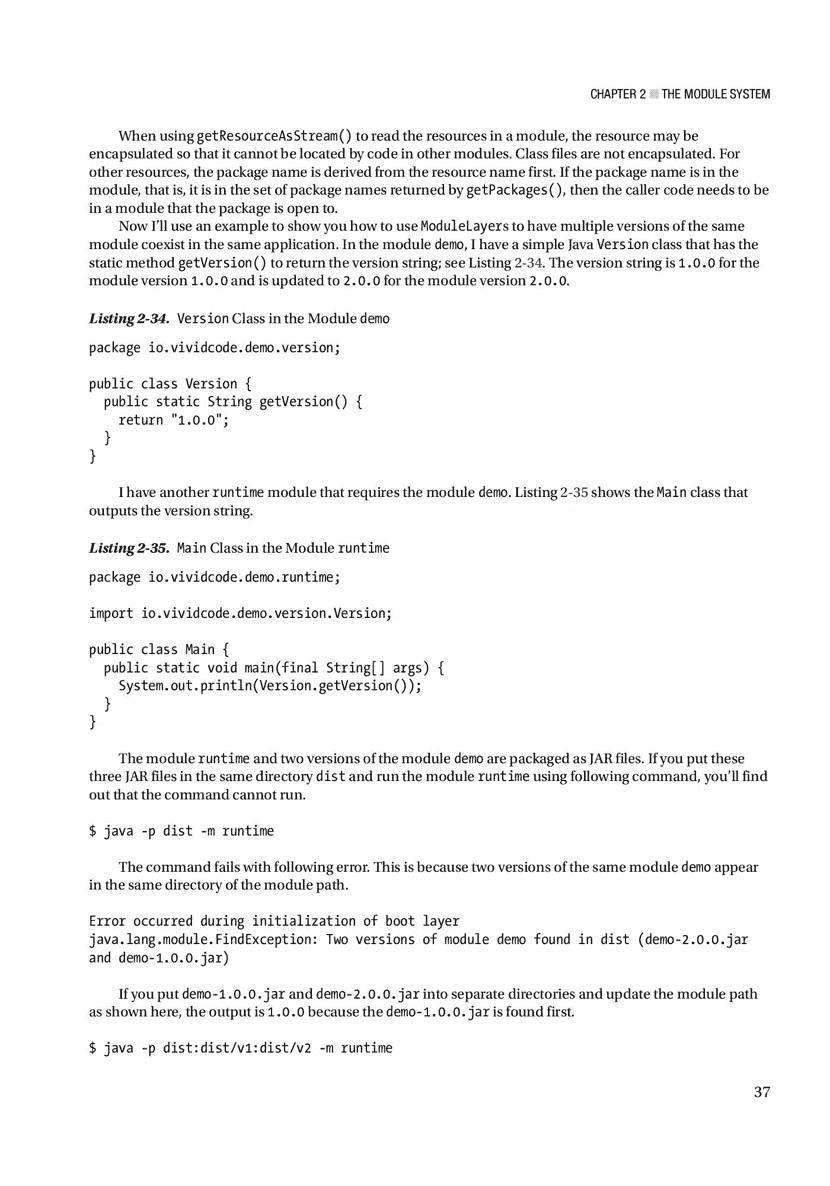 CHAPTER 2 ■ THE MODULE SYSTEM
When using getResourceAsStream() to read the resources in a module, the resource may be
encapsulated so that it cannot be located by code in other modules. Class files are not encapsulated. For
other resources, the package name is derived from the resource name first. If the package name is in the
module, that is, it is in the set of package names returned by getPackages(), then the caller code needs to be
in a module that the package is open to.
Now I'll use an example to show you how to use ModuleLayers to have multiple versions of the same
module coexist in the same application. In the module demo, I have a simple Java Version class that has the
static method getVersion() to return the version string; see Listing 2-34. The version string is 1.0.0 for the
module version 1.0.0 and is updated to 2.0.0 for the module version 2.0.0.
Listing 2-34. Version Class in the Module demo
package io.vividcode.demo.version;
public class Version {
  public static String getVersion() {
    return "1.0.0";
  }
}
I have another runtime module that requires the module demo. Listing 2-35 shows the Main class that
outputs the version string.
Listing 2-35. Main Class in the Module runtime
package io.vividcode.demo.runtime;
import io.vividcode.demo.version.Version;
public class Main {
  public static void main(final String[] args) {
    System.out.println(Version.getVersion());
  }
}
The module runtime and two versions of the module demo are packaged as JAR files. If you put these
three JAR files in the same directory dist and run the module runtime using following command, you'll find
out that the command cannot run.
$ java -p dist -m runtime
The command fails with following error. This is because two versions of the same module demo appear
in the same directory of the module path.
Error occurred during initialization of boot layer
java.lang.module.FindException: Two versions of module demo found in dist (demo-2.0.0.jar
and demo-1.0.0.jar)
If you put demo-1.0.0.jar and demo-2.0.0.jar into separate directories and update the module path
as shown here, the output is 1.0.0 because the demo-1.0.0.jar is found first.
$ java -p dist:dist/v1:dist/v2 -m runtime
37